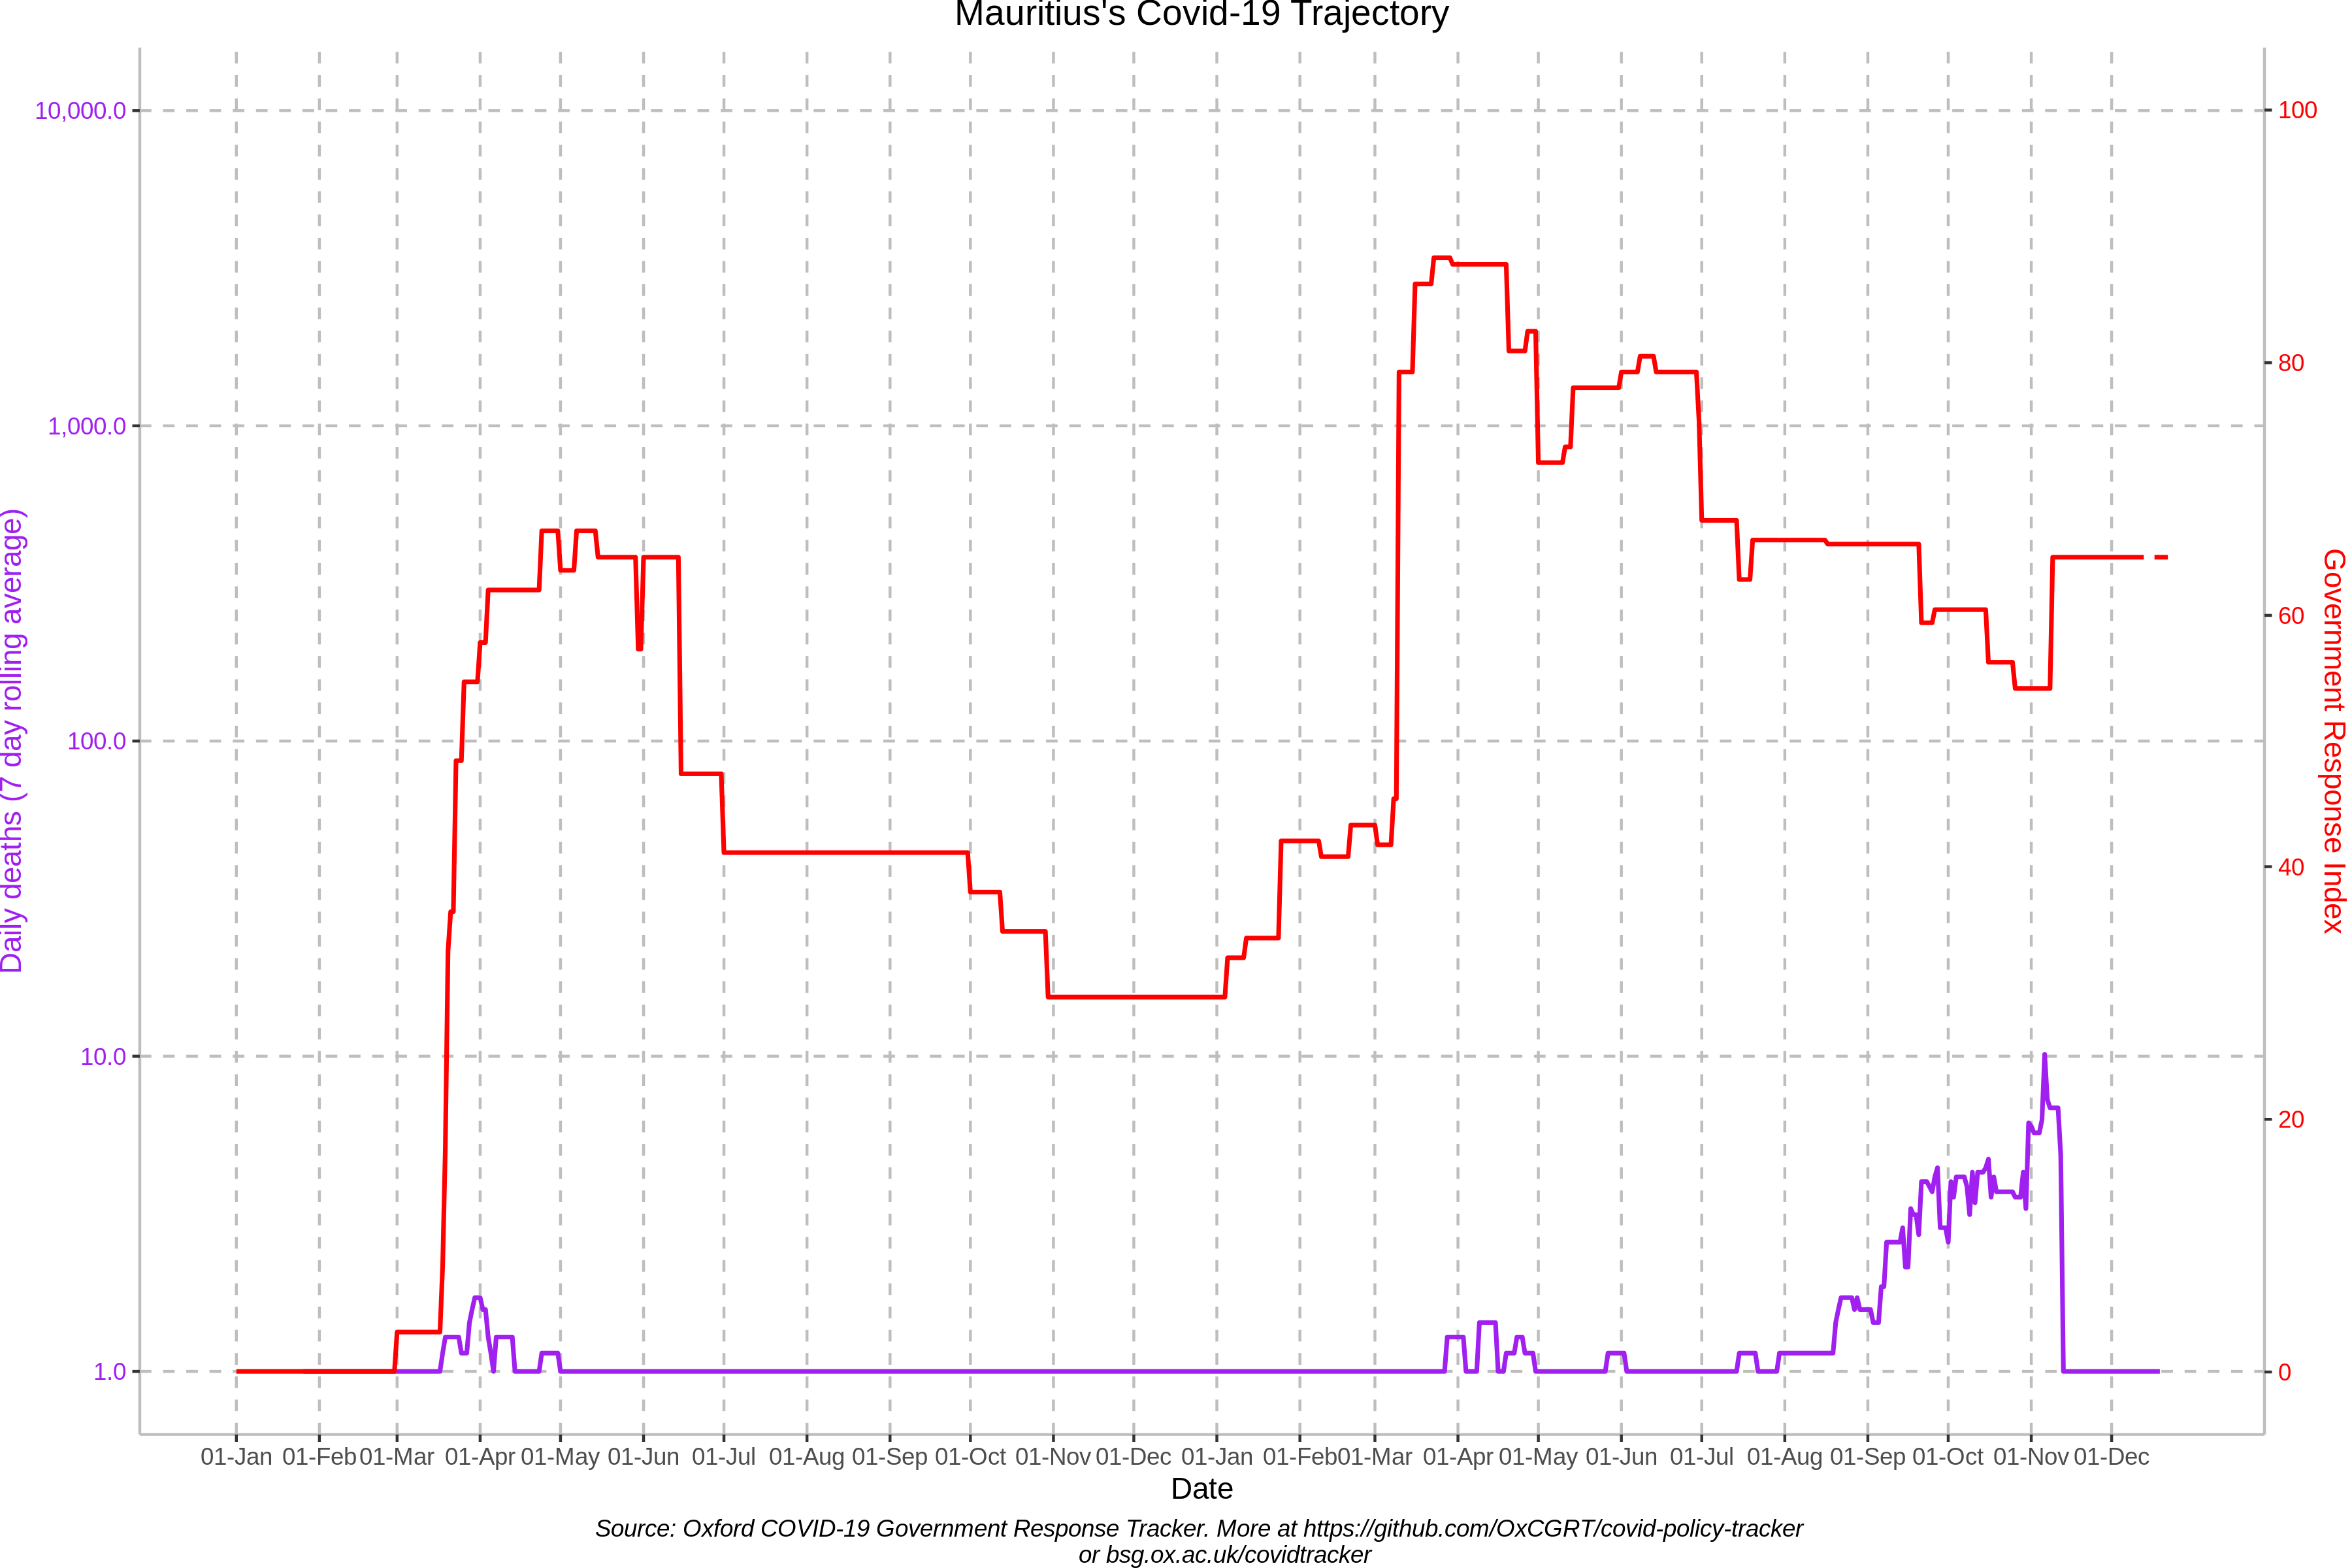 Mauritius's Covid-19 Trajectory
10,000.0
1,000.0
100.0
10.0
1.0
Daily deaths (7 day rolling average)
100
80
60
40
20
0
Government Response Index
01-Jan 01-Feb 01-Mar 01-Apr 01-May 01-Jun 01-Jul 01-Aug 01-Sep 01-Oct 01-Nov 01-Dec 01-Jan 01-Feb 01-Mar 01-Apr 01-May 01-Jun 01-Jul 01-Aug 01-Sep 01-Oct 01-Nov 01-Dec
Date
Source: Oxford COVID-19 Government Response Tracker. More at https://github.com/OxCGRT/covid-policy-tracker
or bsg.ox.ac.uk/covidtracker